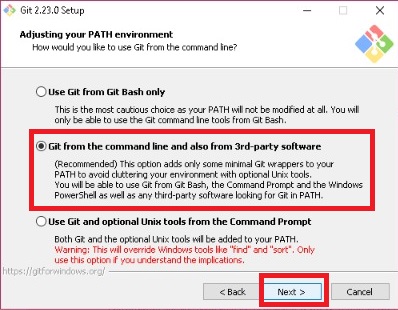 Git 2.23.0 Setup
Adjusting your PATH environment
How would you like to use Git from the command line?
Use Git from Git Bash only
This is the most cautious choice as your PATH will not be modified at all. You will
only be able to use the Git command line tools from Git Bash.
Git from the command line and also from 3rd-party software
(Recommended) This option adds only some minimal Git wrappers to your
PATH to avoid cluttering your environment with optional Unix tools.
You will be able to use Git from Git Bash, the Command Prompt and the Windows
PowerShell as well as any third-party software looking for Git in PATH.
Use Git and optional Unix tools from the Command Prompt
Both Git and the optional Unix tools will be added to your PATH.
Warning: This will override Windows tools like "find" and "sort". Only
use this option if you understand the implications.
https://gitforwindows.org/
< Back
Next >
Cancel